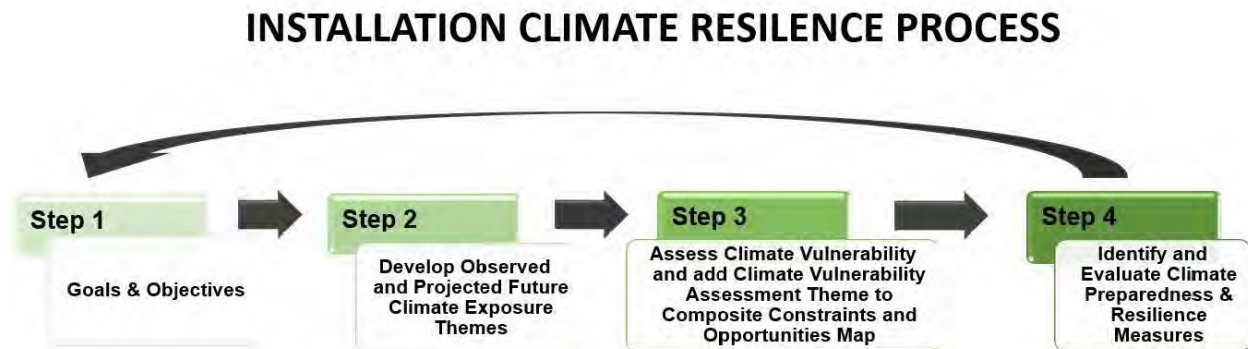 INSTALLATION CLIMATE RESILENCE PROCESS
Step 1
Goals & Objectives
Step 2
Develop Observed
and Projected Future
Climate Exposure
Themes
Step 3
Assess Climate Vulnerability
and add Climate Vulnerability
Assessment Theme to
Composite Constraints and
Opportunities Map
Step 4
Identify and
Evaluate Climate
Preparedness &
Resilience
Measures